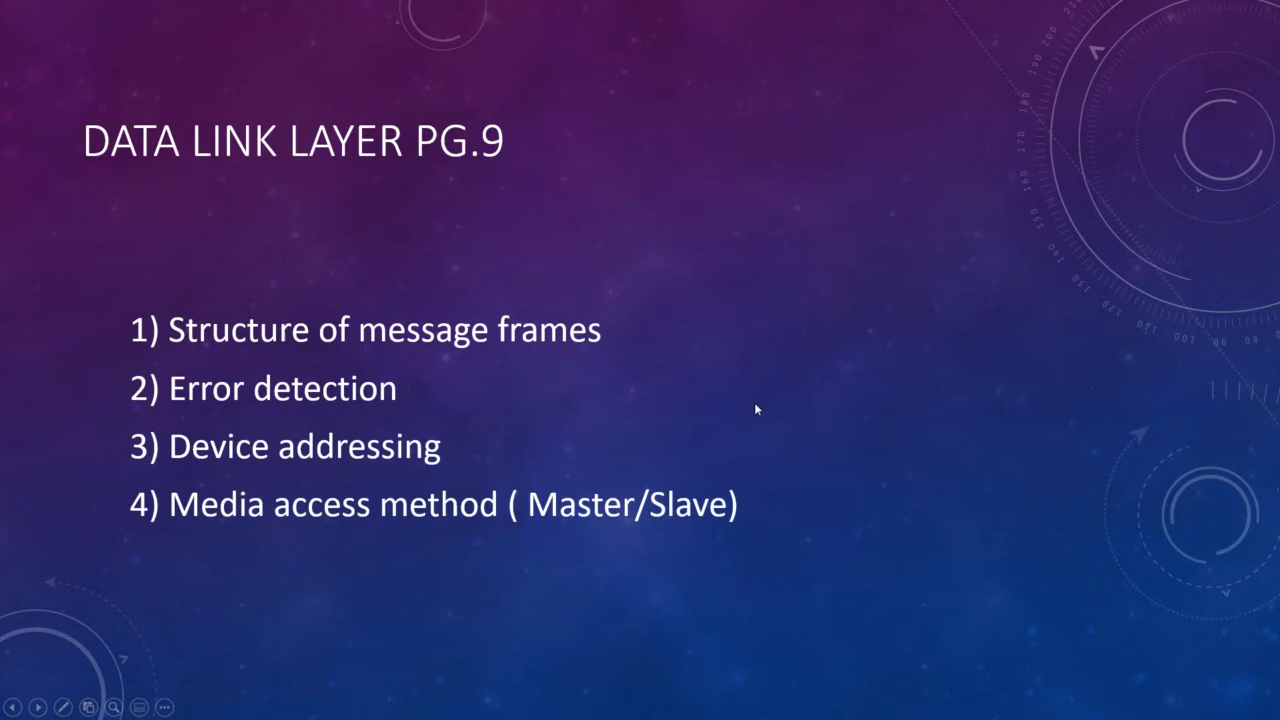 DATA LINK LAYER PG.9
1) Structure of message frames
2) Error detection
3) Device addressing
4) Media access method ( Master/Slave)